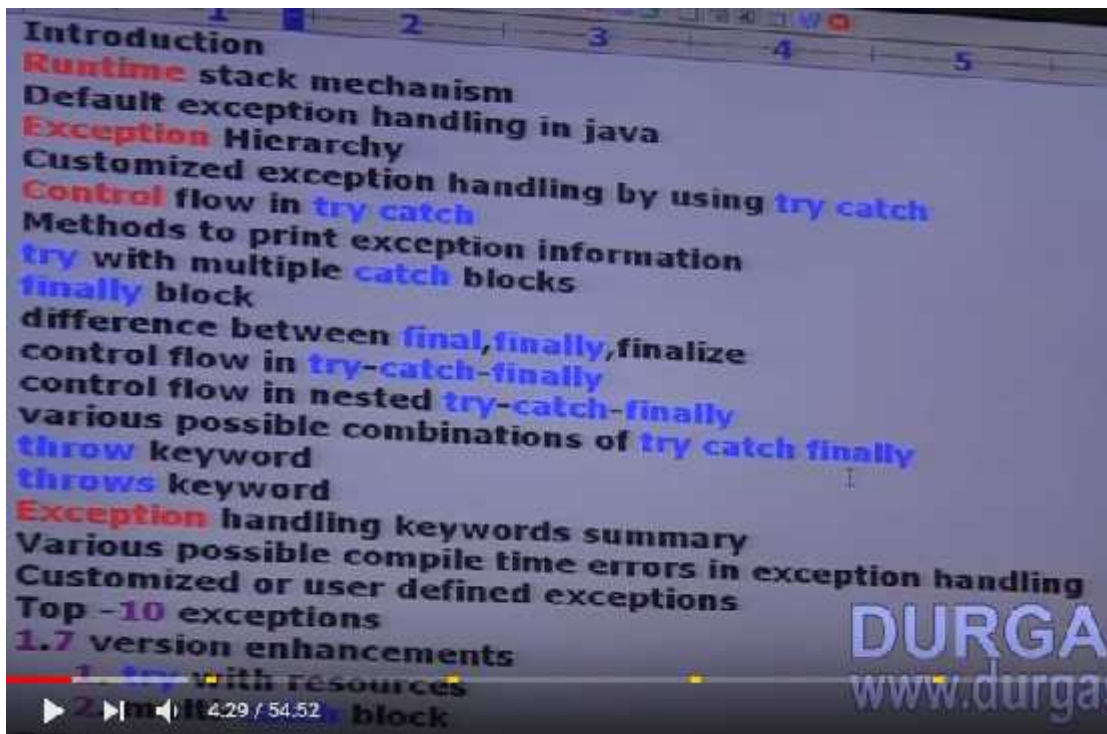 1 2 3 4 5
Introduction
Runtime stack mechanism
Default exception handling in java
Exception Hierarchy
Customized exception handling by using try catch
Control flow in try catch
Methods to print exception information
try with multiple catch blocks
finally block
difference between final,finally,finalize
control flow in try-catch-finally
control flow in nested try-catch-finally
various possible combinations of try catch finally
throw keyword
throws keyword
Exception handling keywords summary
Various possible compile time errors in exception handling
Customized or user defined exceptions
Top -10 exceptions
1.7 version enhancements
1. try with resources
2. block
DURGA
www.durgas
4:29 / 54:52